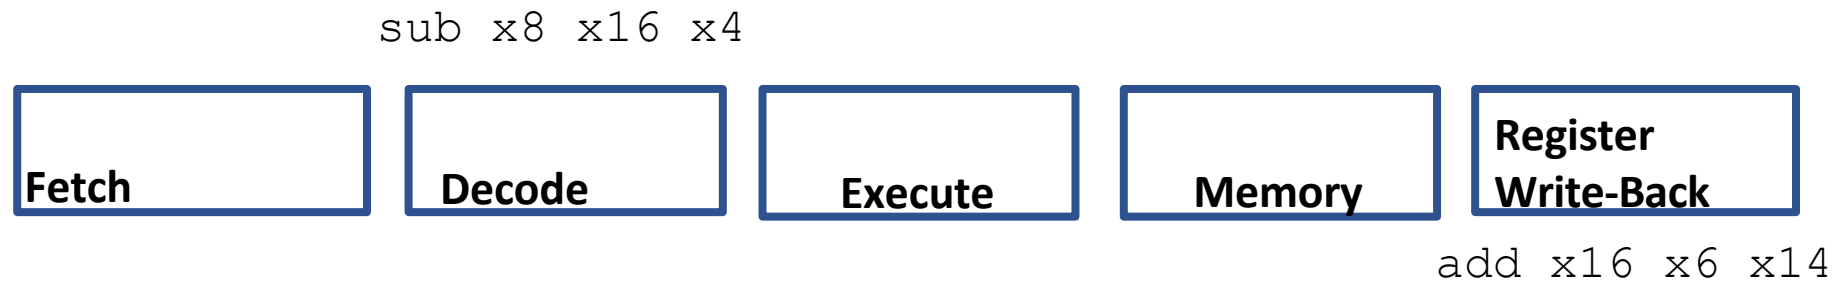 sub x8 x16 x4
Fetch
Decode
Execute
Memory
Register
Write-Back
add x16 x6 x14